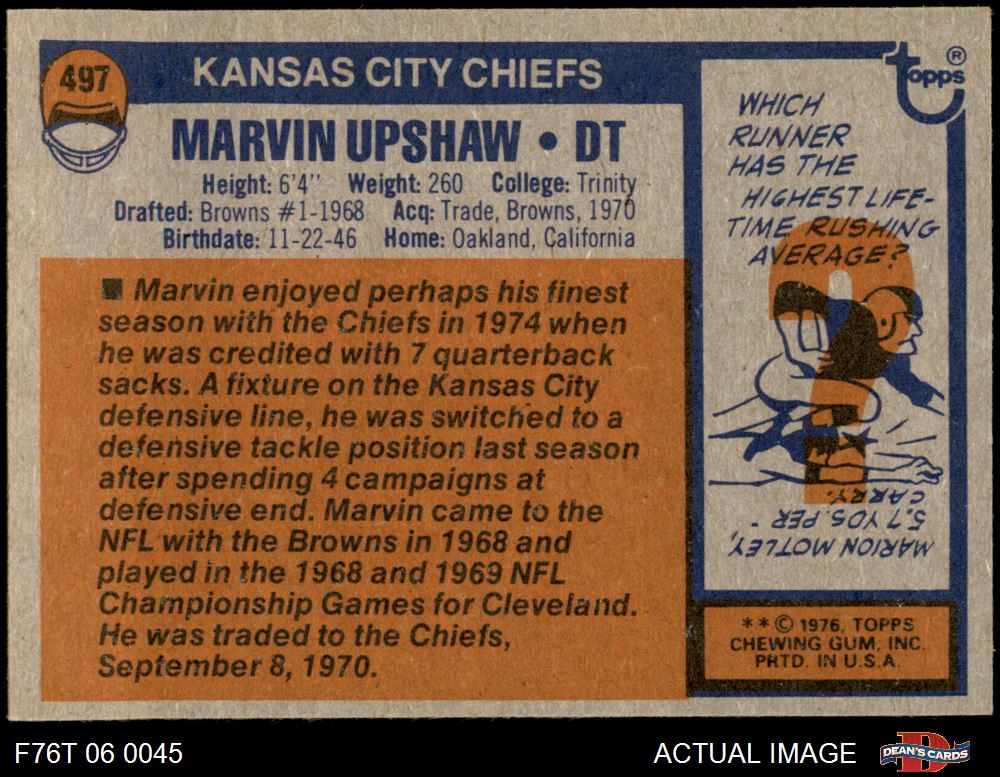 497
KANSAS CITY CHIEFS
MARVIN UPSHAW • DT
Height: 6'4" Weight: 260 College: Trinity
Drafted: Browns #1-1968 Acq: Trade, Browns, 1970
Birthdate: 11-22-46 Home: Oakland, California
■ Marvin enjoyed perhaps his finest
season with the Chiefs in 1974 when
he was credited with 7 quarterback
sacks. A fixture on the Kansas City
defensive line, he was switched to a
defensive tackle position last season
after spending 4 campaigns at
defensive end. Marvin came to the
NFL with the Browns in 1968 and
played in the 1968 and 1969 NFL
Championship Games for Cleveland.
He was traded to the Chiefs,
September 8, 1970.
topps®
WHICH
RUNNER
HAS THE
HIGHEST LIFE-
TIME RUSHING
AVERAGE?
MARION MOTLEY,
5.7 YDS. PER -
CARRY.
** © 1976, TOPPS
CHEWING GUM, INC.
PRTD. IN U.S.A.
F76T 06 0045
ACTUAL IMAGE
DEAN'S CARDS